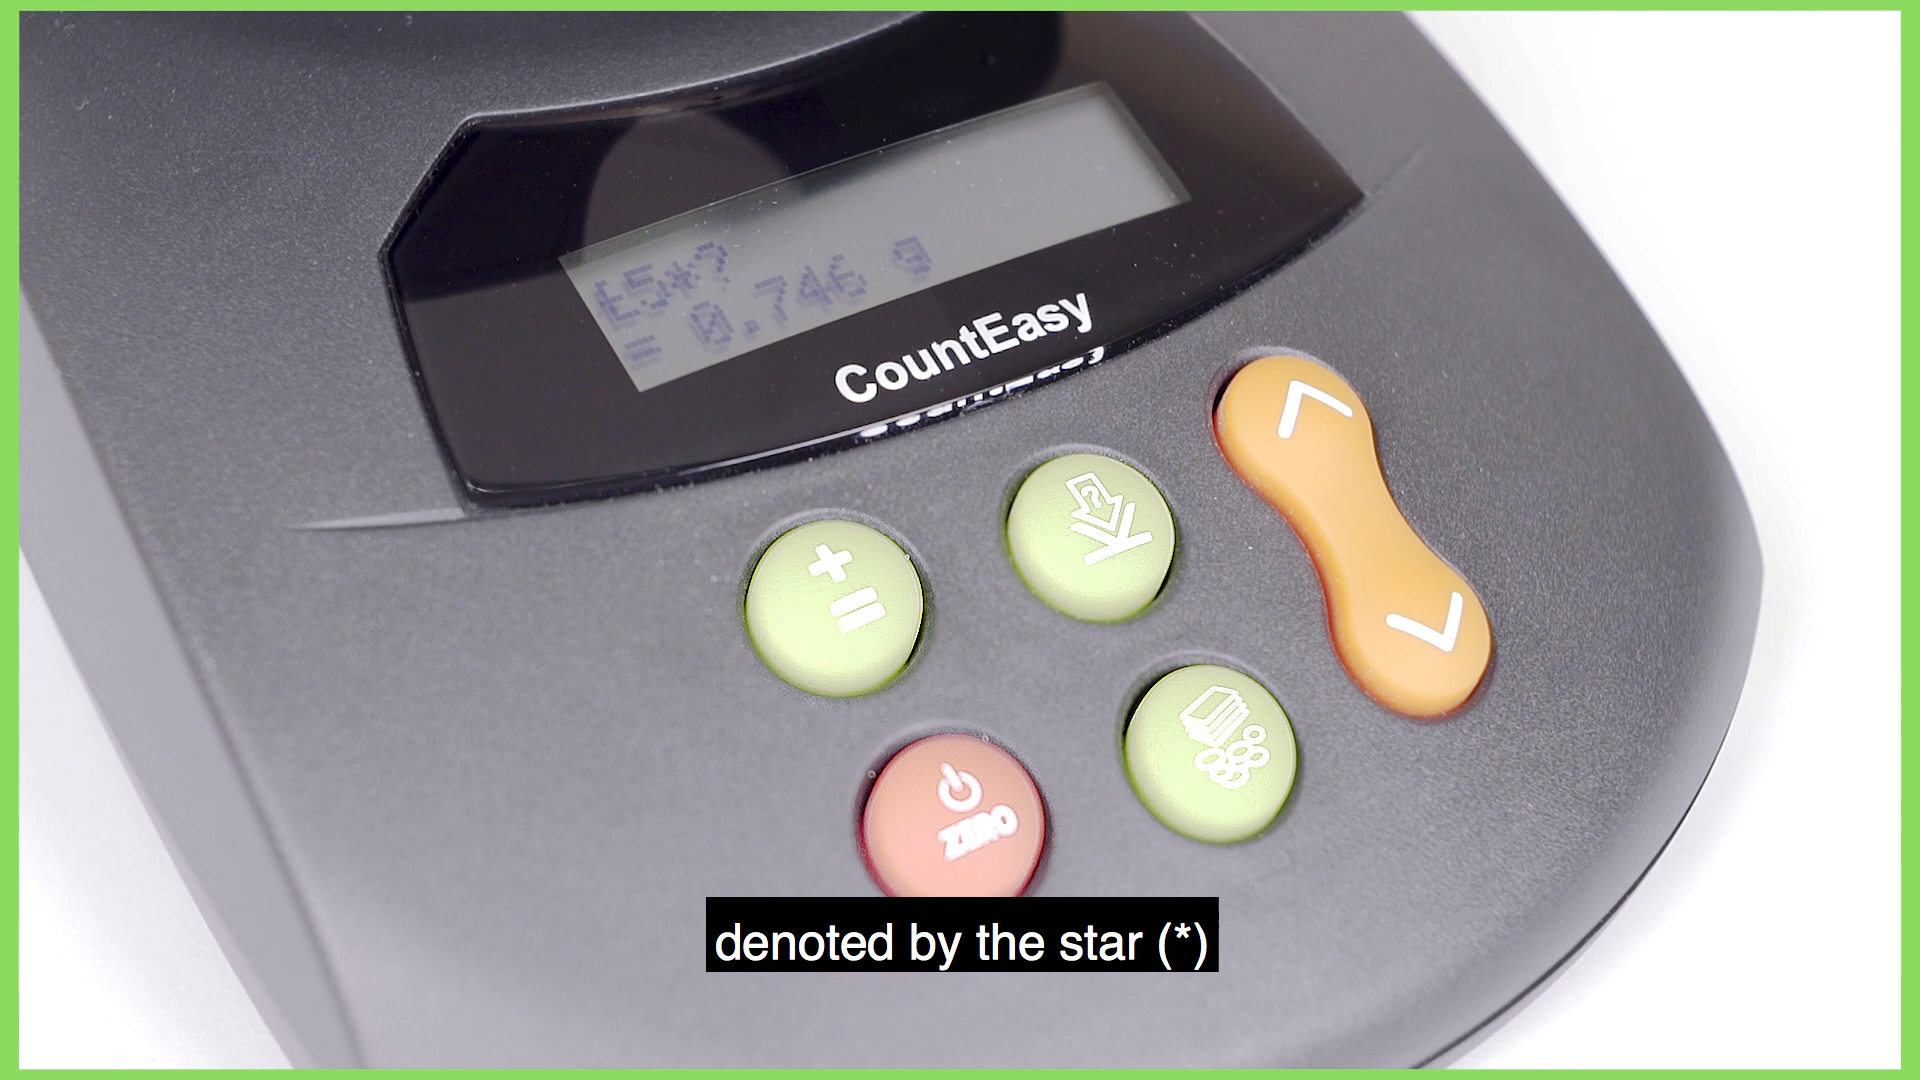 £5*?
= 0.746 g
CountEasy
ZERO
denoted by the star (*)